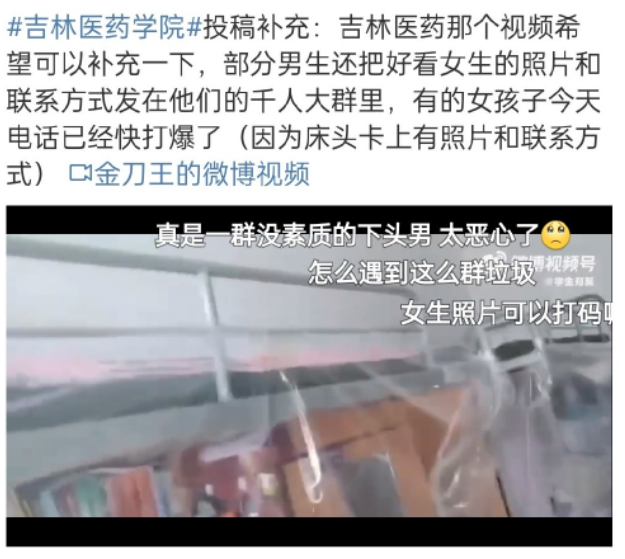 #吉林医药学院#投稿补充：吉林医药那个视频希
望可以补充一下，部分男生还把好看女生的照片和
联系方式发在他们的千人大群里，有的女孩子今天
电话已经快打爆了（因为床头卡上有照片和联系方
式） 金刀王的微博视频
真是一群没素质的下头男 太恶心了🥺
怎么遇到这么群垃圾
微博视频号
女生照片可以打码